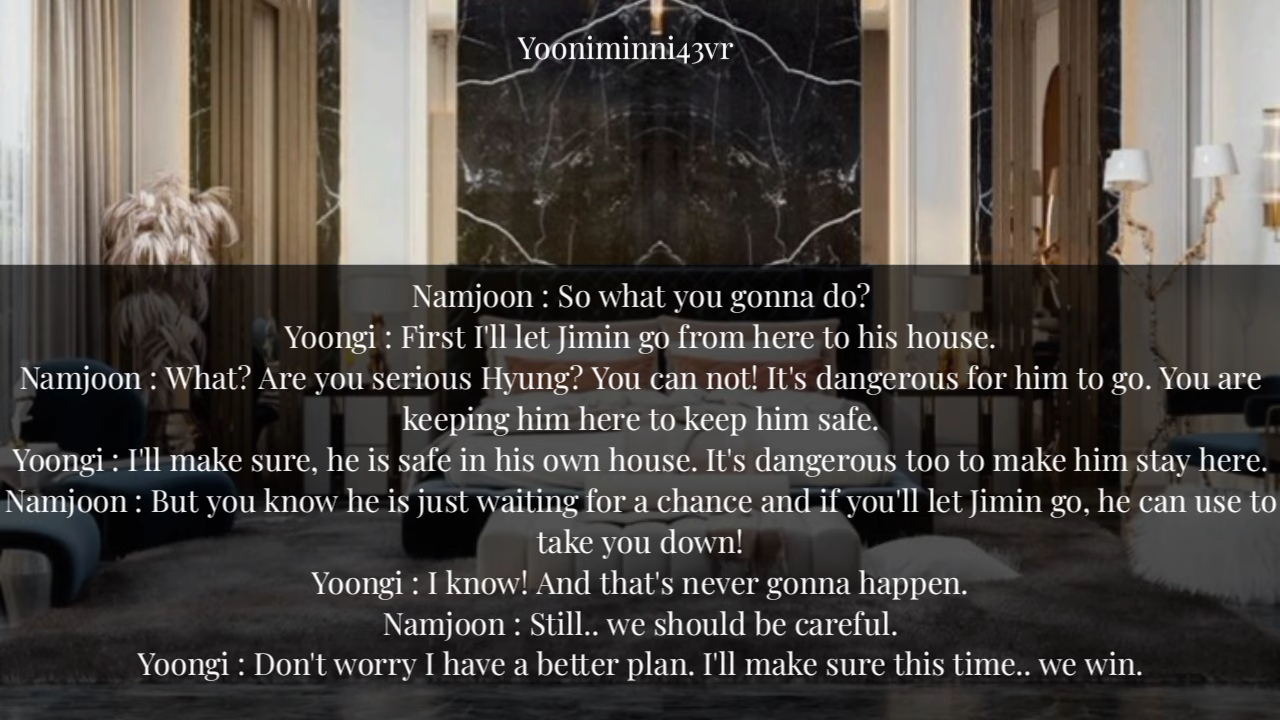 Yooniminni43vr
Namjoon : So what you gonna do?
Yoongi : First I'll let Jimin go from here to his house.
Namjoon : What? Are you serious Hyung? You can not! It's dangerous for him to go. You are
keeping him here to keep him safe.
Yoongi : I'll make sure, he is safe in his own house. It's dangerous too to make him stay here.
Namjoon : But you know he is just waiting for a chance and if you'll let Jimin go, he can use to
take you down!
Yoongi : I know! And that's never gonna happen.
Namjoon : Still.. we should be careful.
Yoongi : Don't worry I have a better plan. I'll make sure this time.. we win.